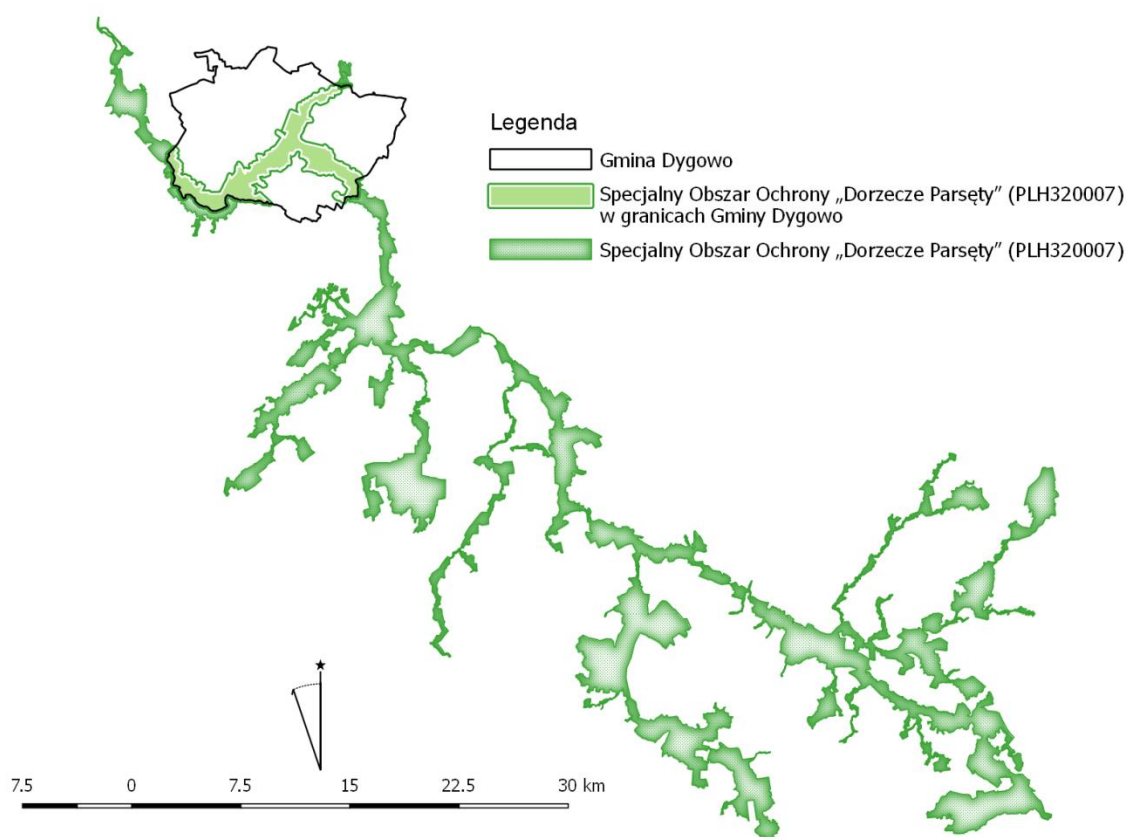 Legenda
Gmina Dygowo
Specjalny Obszar Ochrony „Dorzecze Parsęty” (PLH320007)
w granicach Gminy Dygowo
Specjalny Obszar Ochrony „Dorzecze Parsęty” (PLH320007)
7.5 0 7.5 15 22.5 30 km